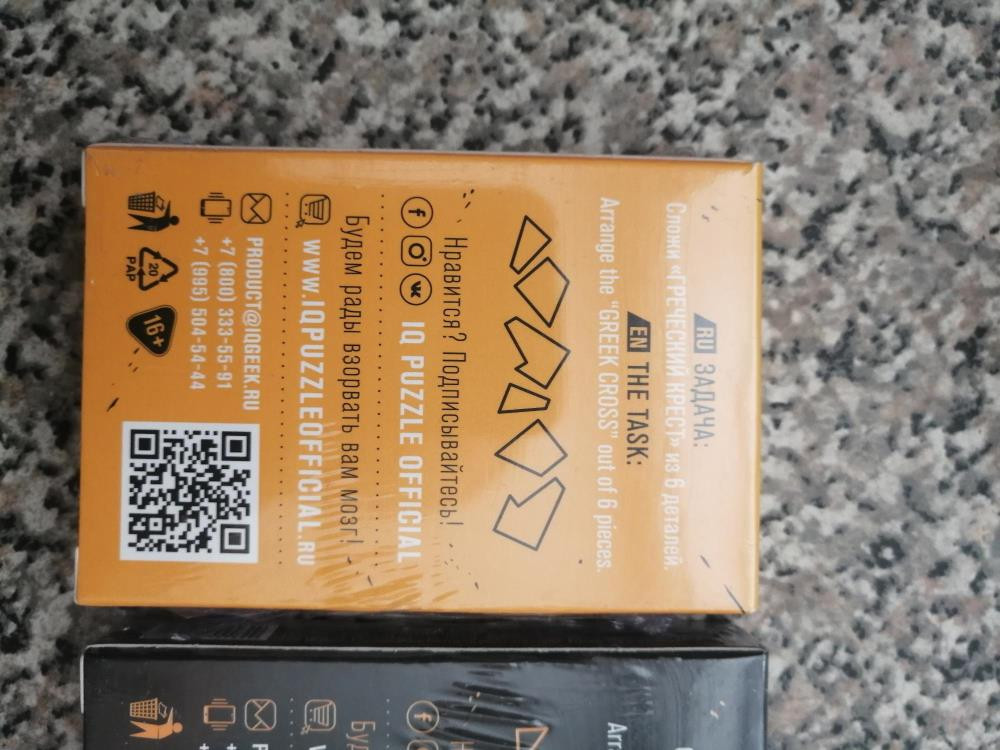 RU ЗАДАЧА:
Сложи «ГРЕЧЕСКИЙ КРЕСТ» из 6 деталей.
EN THE TASK:
Arrange the "GREEK CROSS" out of 6 pieces.
Нравится? Подписывайтесь!
IQ PUZZLE OFFICIAL
Будем рады взорвать вам мозг!
WWW.IQPUZZLEOFFICIAL.RU
PRODUCT@IQGEEK.RU
+7 (800) 333-55-91
+7 (995) 504-54-44
20
PAP
16+